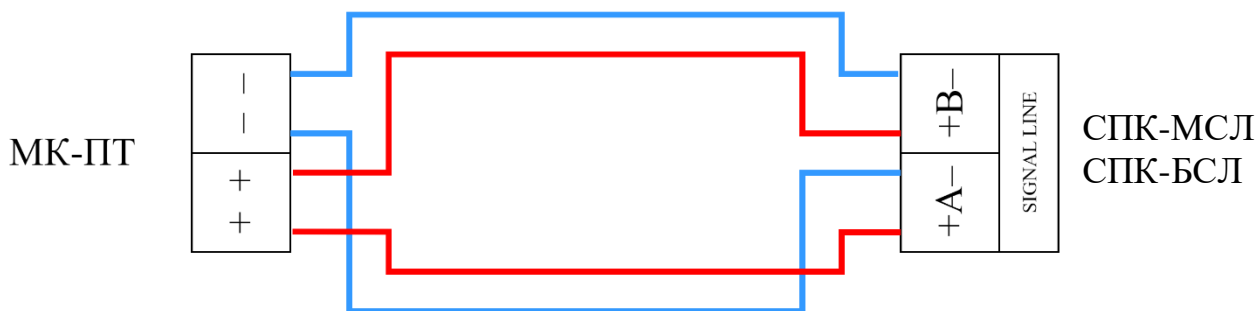 МК-ПТ
–
–
+
+
+B–
+A–
SIGNAL LINE
СПК-МСЛ
СПК-БСЛ